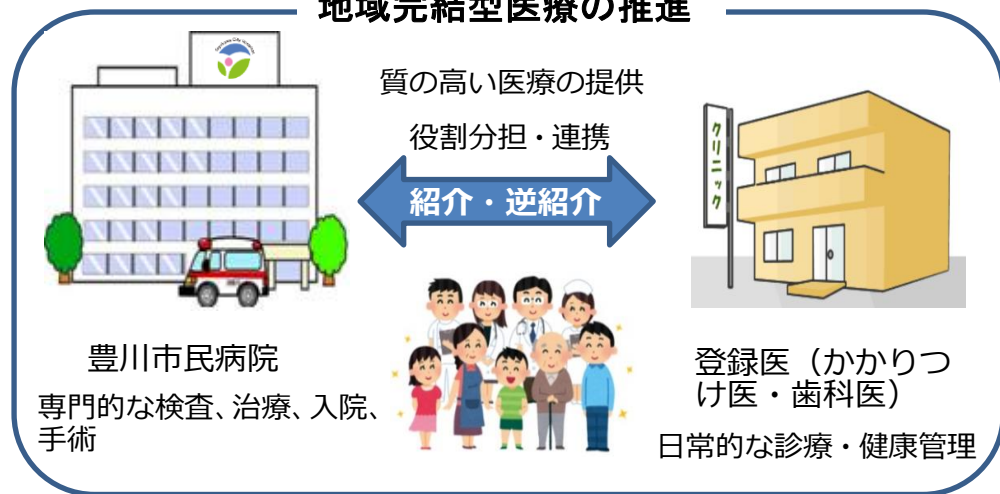 地域完結型医療の推進
質の高い医療の提供
役割分担・連携
紹介・逆紹介
クリニック
豊川市民病院
専門的な検査、治療、入院、
手術
登録医（かかりつ
け医・歯科医）
日常的な診療・健康管理